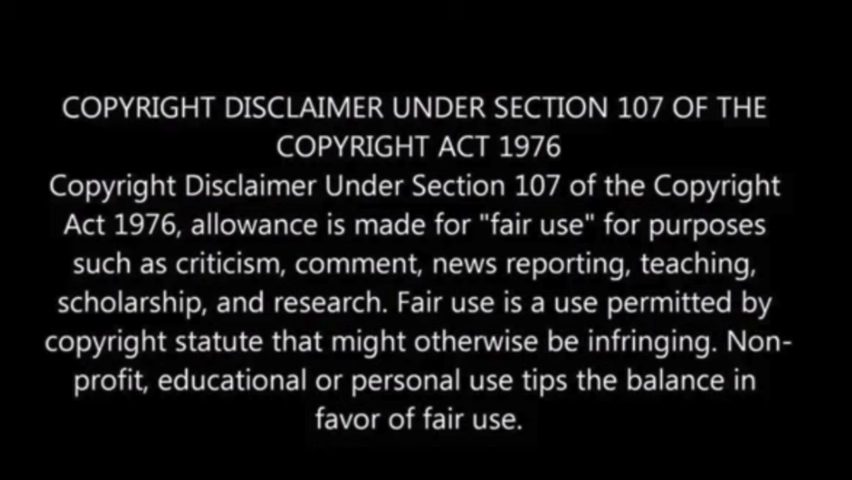 COPYRIGHT DISCLAIMER UNDER SECTION 107 OF THE
COPYRIGHT ACT 1976
Copyright Disclaimer Under Section 107 of the Copyright
Act 1976, allowance is made for "fair use" for purposes
such as criticism, comment, news reporting, teaching,
scholarship, and research. Fair use is a use permitted by
copyright statute that might otherwise be infringing. Non-
profit, educational or personal use tips the balance in
favor of fair use.